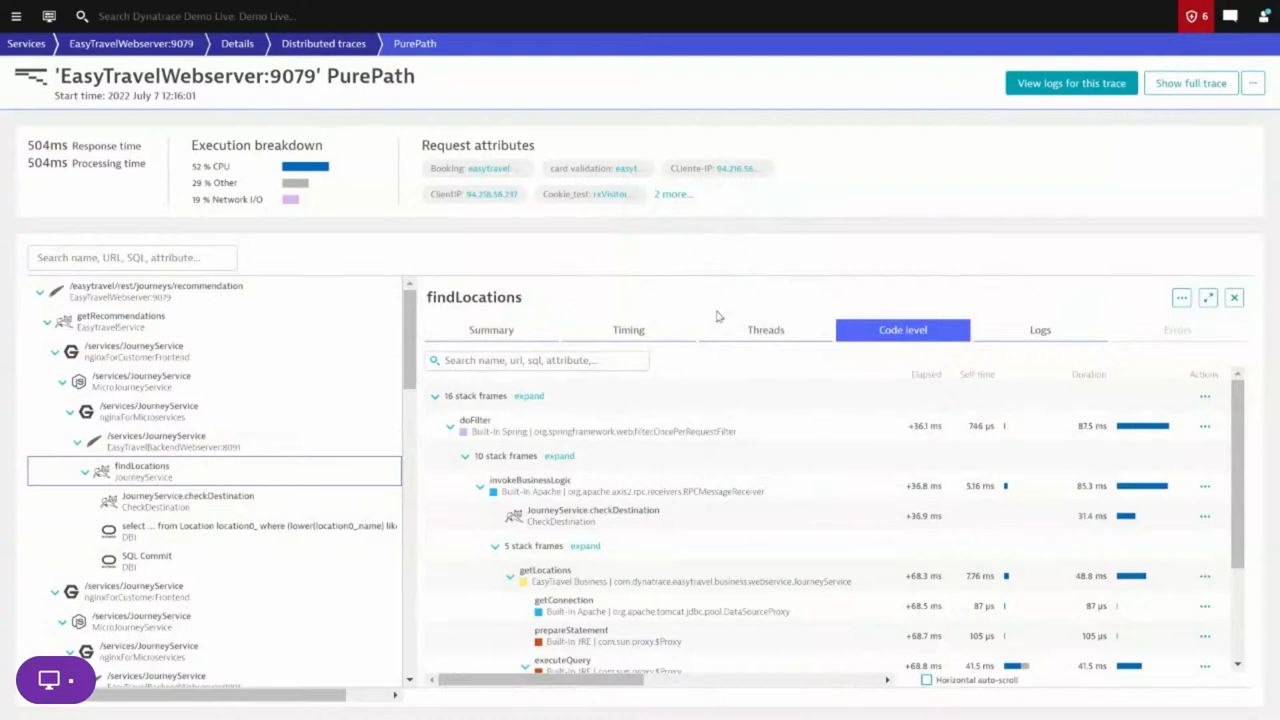 Search Dynatrace Demo Live: Demo Live...
6
Services
EasyTravelWebserver:9079
Details
Distributed traces
PurePath
'EasyTravelWebserver:9079' PurePath
Start time: 2022 July 7 12:16:01
View logs for this trace
Show full trace
...
504ms Response time
504ms Processing time
Execution breakdown
52 % CPU
29 % Other
19 % Network I/O
Request attributes
Booking: easytravel...
card validation: easyt...
CLiente-IP: 94.216.56...
ClientIP: 94.216.56.237
Cookie_test: rxVisitor...
2 more...
Search name, URL, SQL, attribute...
/easytravel/rest/journeys/recommendation
EasyTravelWebserver:9079
getRecommendations
EasytravelService
/services/JourneyService
nginxForCustomerFrontend
/services/JourneyService
MicroJourneyService
/services/JourneyService
nginxForMicroservices
/services/JourneyService
EasyTravelBackendWebserver:8091
findLocations
JourneyService
JourneyService.checkDestination
CheckDestination
select ... from Location location0_ where (lower(location0_name) like
DBI
SQL Commit
DBI
/services/JourneyService
nginxForCustomerFrontend
/services/JourneyService
MicroJourneyService
/services/JourneyService
nginxForMicroservices
/services/JourneyService
findLocations
Summary
Timing
Threads
Code level
Logs
Errors
Search name, url, sql, attribute,...
Elapsed
Self time
Duration
Actions
16 stack frames expand
doFilter
Built-In Spring | org.springframework.web.filter.OncePerRequestFilter
+36.1 ms
746 µs
87.5 ms
10 stack frames expand
invokeBusinessLogic
Built-In Apache | org.apache.axis2.rpc.receivers.RPCMessageReceiver
+36.8 ms
5.16 ms
85.3 ms
JourneyService.checkDestination
CheckDestination
+36.9 ms
31.4 ms
5 stack frames expand
getLocations
EasyTravel Business | com.dynatrace.easytravel.business.webservice.JourneyService
+68.3 ms
7.76 ms
48.8 ms
getConnection
Built-In Apache | org.apache.tomcat.jdbc.pool.DataSourceProxy
+68.5 ms
87 µs
87 µs
prepareStatement
Built-In JRE | com.sun.proxy.$Proxy
+68.7 ms
105 µs
105 µs
executeQuery
Built-In JRE | com.sun.proxy.$Proxy
+68.8 ms
41.5 ms
41.5 ms
Horizontal auto-scroll